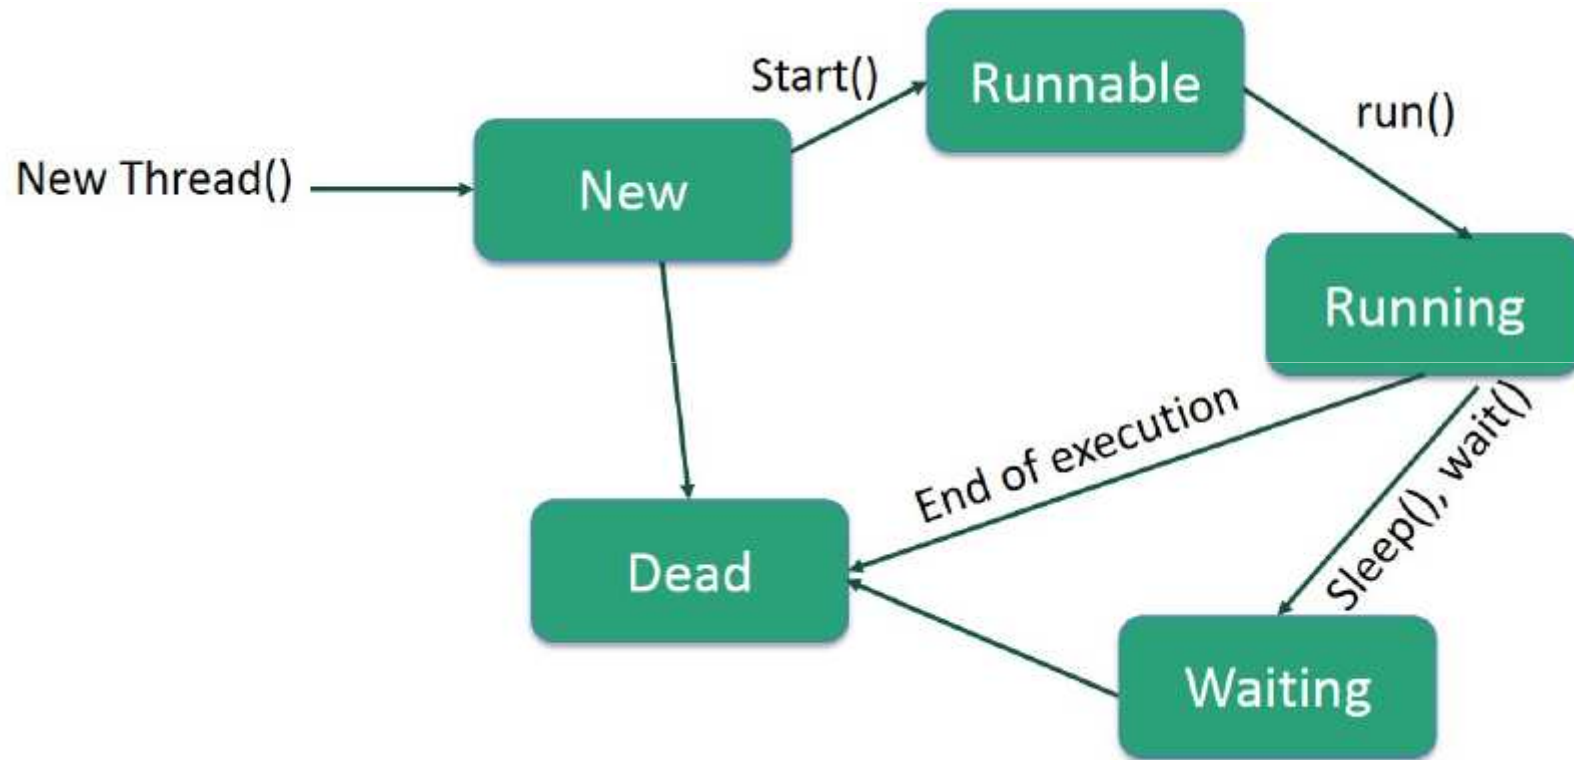 New Thread()
New
Start()
Runnable
run()
Running
End of execution
Sleep(), wait()
Dead
Waiting